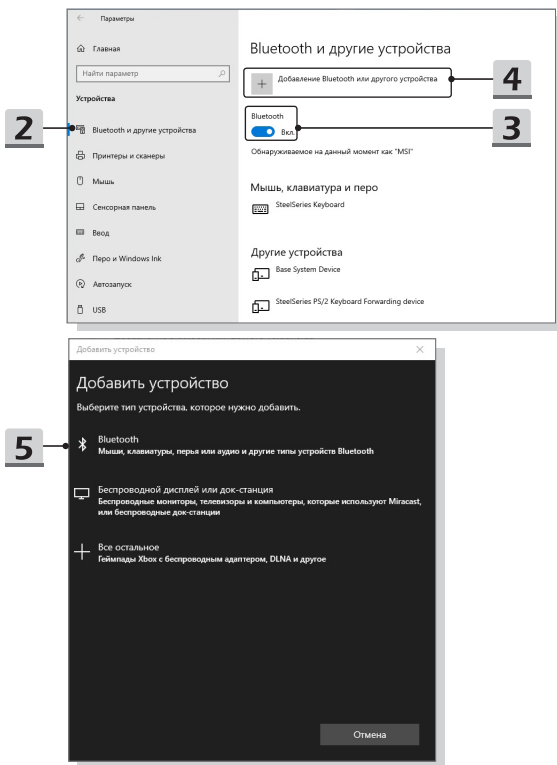 Параметры
Главная
Найти параметр
Устройства
2
Bluetooth и другие устройства
Принтеры и сканеры
Мышь
Сенсорная панель
Ввод
Перо и Windows Ink
Автозапуск
USB
Bluetooth и другие устройства
Добавление Bluetooth или другого устройства
4
Bluetooth
Вкл.
3
Обнаруживаемое на данный момент как "MSI"
Мышь, клавиатура и перо
SteelSeries Keyboard
Другие устройства
Base System Device
SteelSeries PS/2 Keyboard Forwarding device
Добавить устройство
Добавить устройство
Выберите тип устройства, которое нужно добавить.
5
Bluetooth
Мыши, клавиатуры, перья или аудио и другие типы устройств Bluetooth
Беспроводной дисплей или док-станция
Беспроводные мониторы, телевизоры и компьютеры, которые используют Miracast,
или беспроводные док-станции
Все остальное
Геймпады Xbox с беспроводным адаптером, DLNA и другое
Отмена